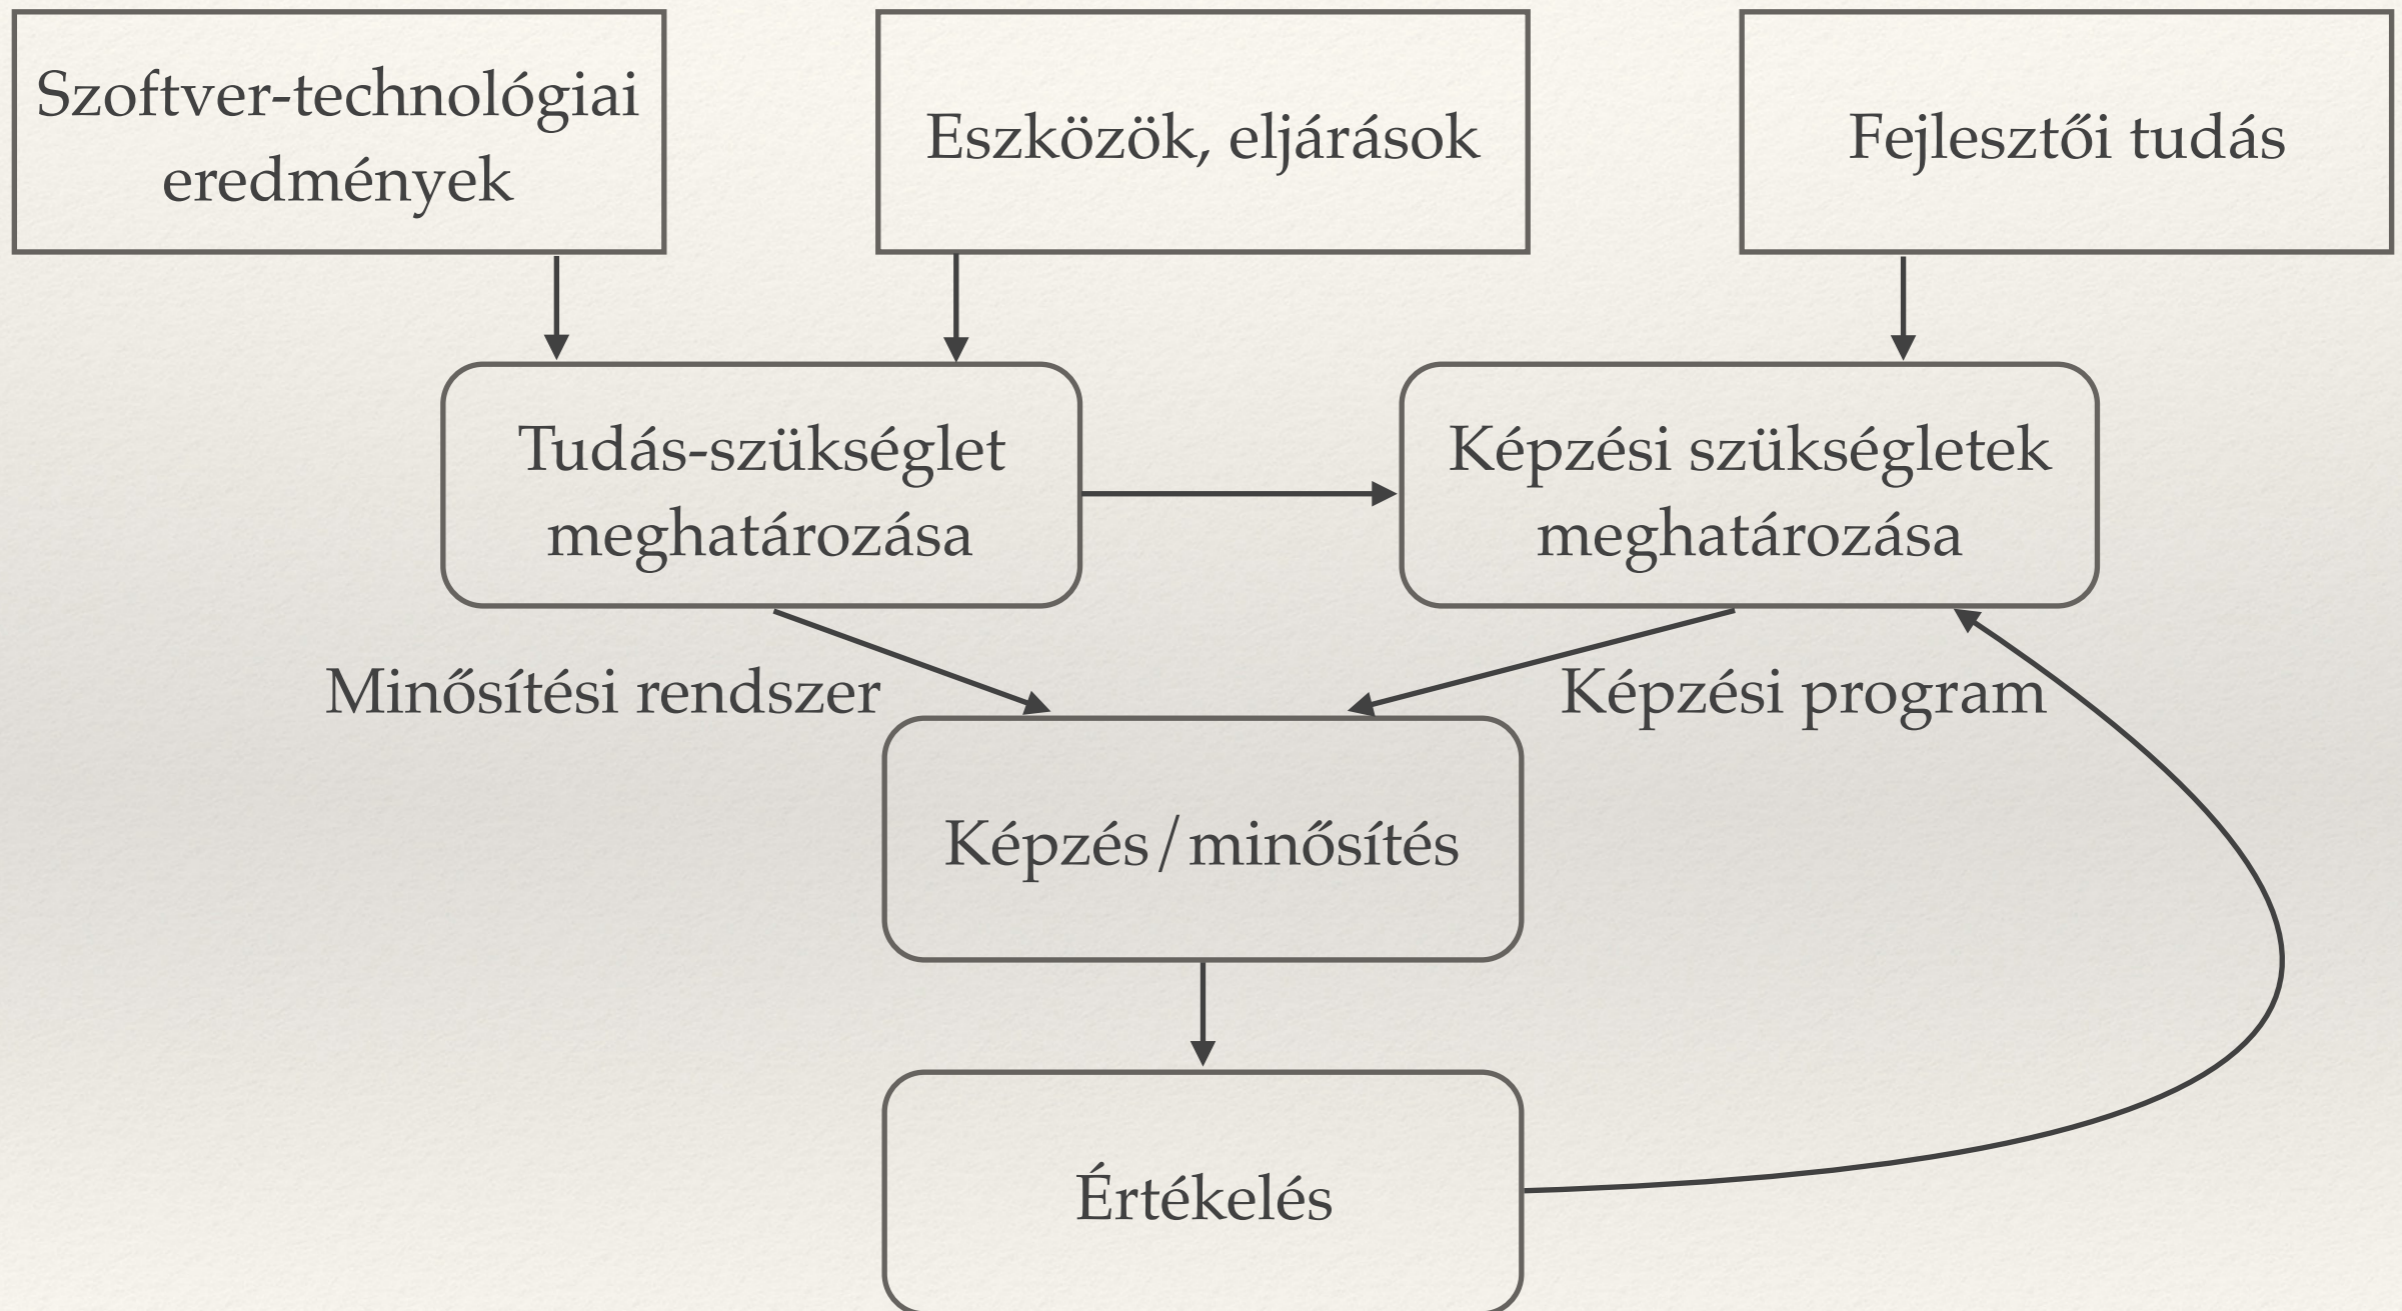 Szoftver-technológiai
eredmények
Eszközök, eljárások
Fejlesztői tudás
Tudás-szükséglet
meghatározása
Képzési szükségletek
meghatározása
Minősítési rendszer
Képzési program
Képzés/minősítés
Értékelés